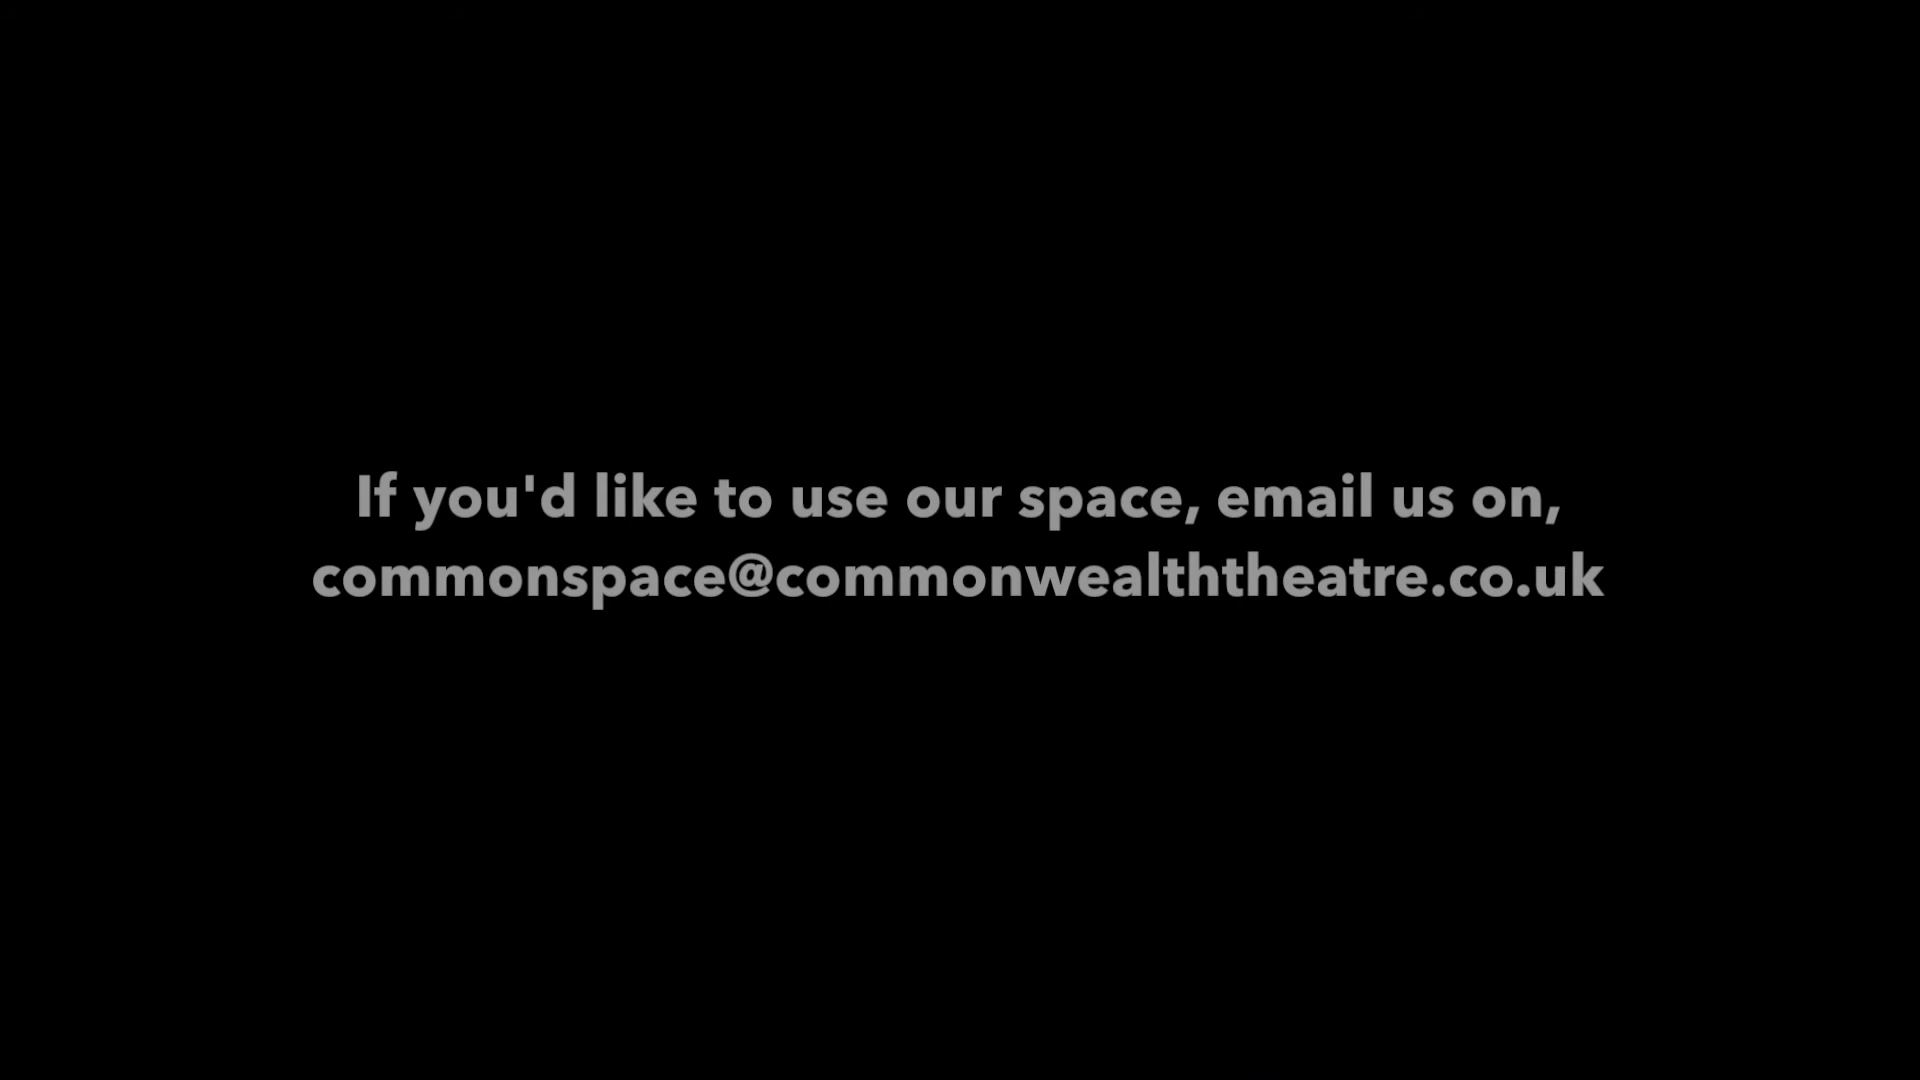 If you'd like to use our space, email us on,
commonspace@commonwealththeatre.co.uk